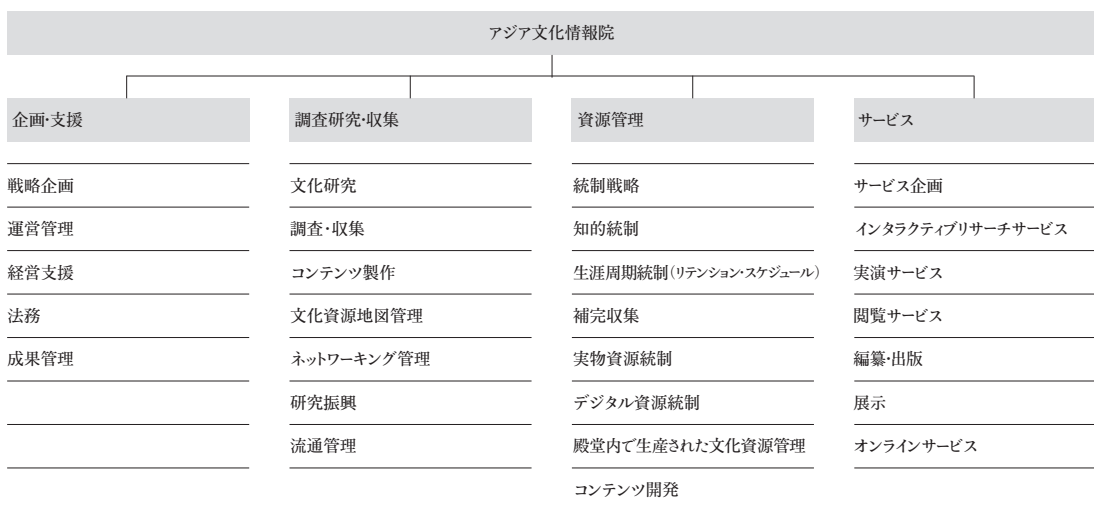 アジア文化情報院
企画・支援
戦略企画
運営管理
経営支援
法務
成果管理
調査研究・収集
文化研究
調査・収集
コンテンツ製作
文化資源地図管理
ネットワーキング管理
研究振興
流通管理
資源管理
統制戦略
知的統制
生涯周期統制(リテンション・スケジュール)
補完収集
実物資源統制
デジタル資源統制
殿堂内で生産された文化資源管理
コンテンツ開発
サービス
サービス企画
インタラクティブリサーチサービス
実演サービス
閲覧サービス
編纂・出版
展示
オンラインサービス